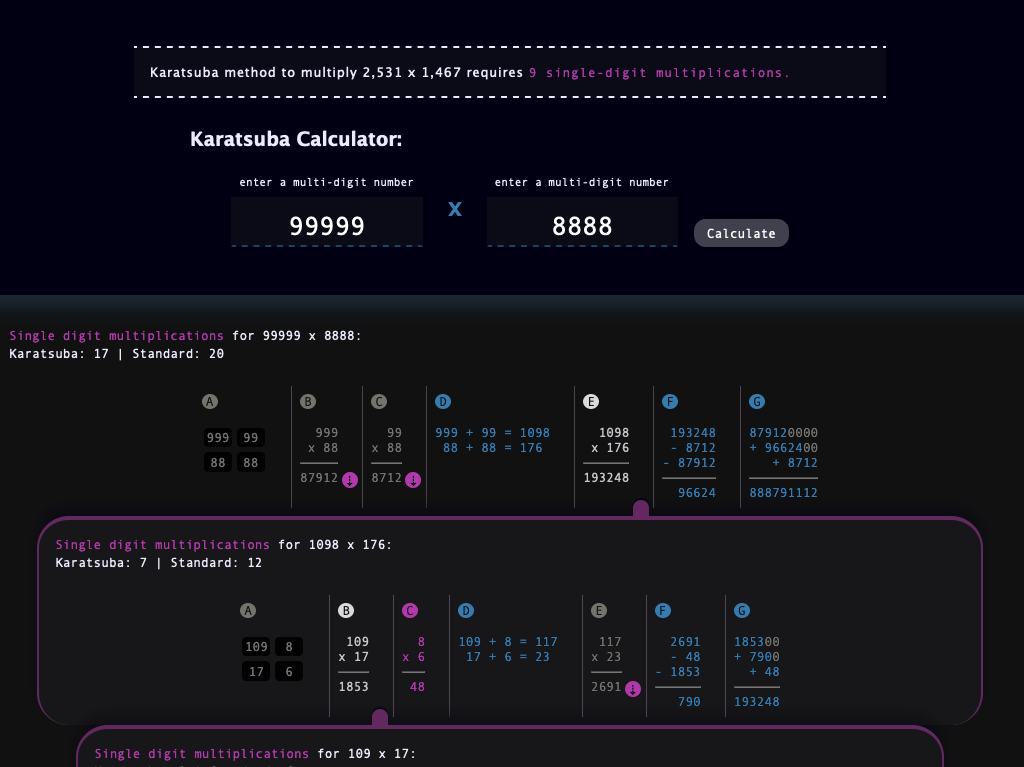 Karatsuba method to multiply 2,531 x 1,467 requires 9 single-digit multiplications.
Karatsuba Calculator:
enter a multi-digit number
enter a multi-digit number
99999
X
8888
Calculate
Single digit multiplications for 99999 x 8888:
Karatsuba: 17 | Standard: 20
A
999 99
88 88
B
999
x 88
87912 ↓
C
99
x 88
8712 ↓
D
999 + 99 = 1098
88 + 88 = 176
E
1098
x 176
193248
F
193248
- 8712
- 87912
96624
G
879120000
+ 9662400
+ 8712
888791112
Single digit multiplications for 1098 x 176:
Karatsuba: 7 | Standard: 12
A
109 8
17 6
B
109
x 17
1853
C
8
x 6
48
D
109 + 8 = 117
17 + 6 = 23
E
117
x 23
2691 ↓
F
2691
- 48
- 1853
790
G
185300
+ 7900
+ 48
193248
Single digit multiplications for 109 x 17: